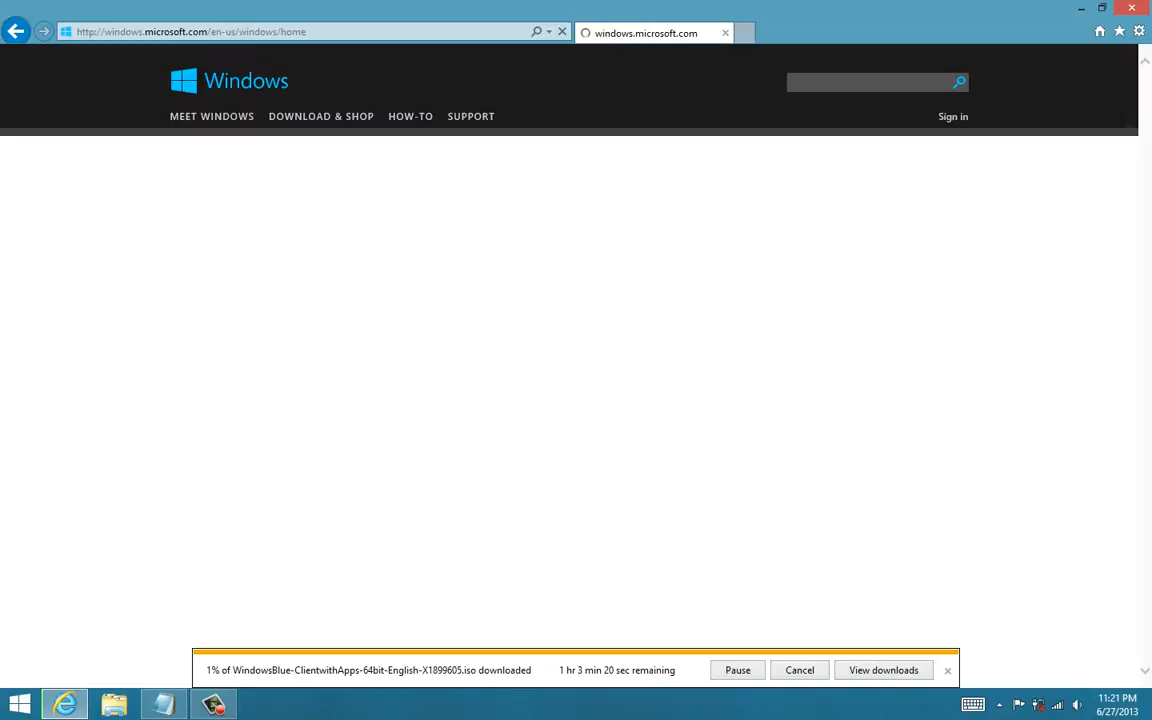 http://windows.microsoft.com/en-us/windows/home
windows.microsoft.com
Windows
MEET WINDOWS DOWNLOAD & SHOP HOW-TO SUPPORT
Sign in
1% of WindowsBlue-ClientwithApps-64bit-English-X1899605.iso downloaded 1 hr 3 min 20 sec remaining Pause Cancel View downloads
11:21 PM
6/27/2013